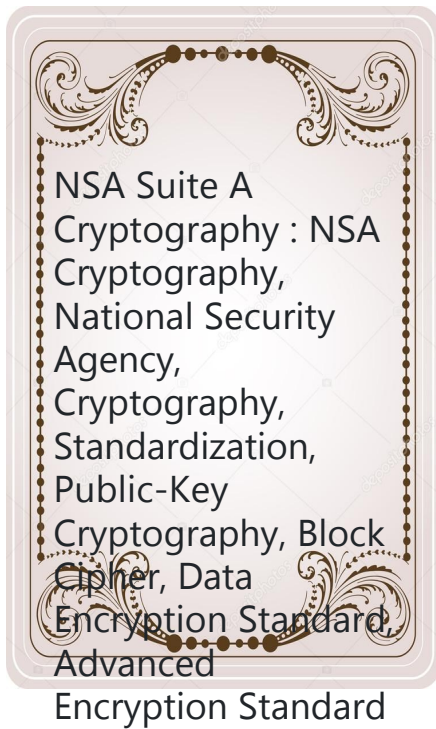 NSA Suite A
Cryptography : NSA
Cryptography,
National Security
Agency,
Cryptography,
Standardization,
Public-Key
Cryptography, Block
Cipher, Data
Encryption Standard,
Advanced
Encryption Standard